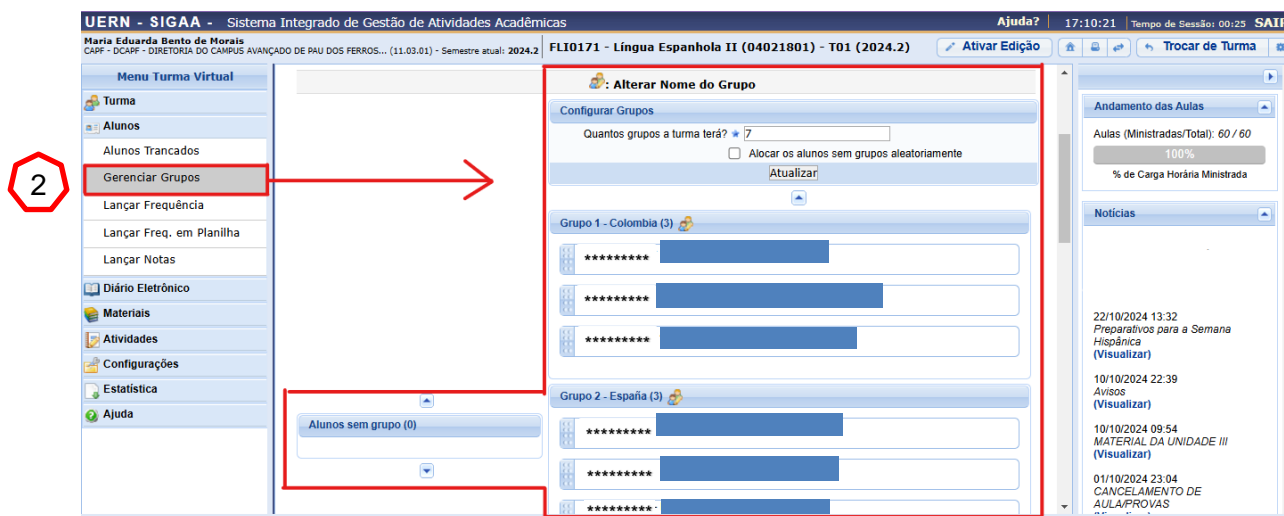 UERN - SIGAA - Sistema Integrado de Gestão de Atividades Acadêmicas
Ajuda?
17:10:21
Tempo de Sessão: 00:25
SAIR
Maria Eduarda Bento de Morais
CAPF - DCAPF - DIRETORIA DO CAMPUS AVANÇADO DE PAU DOS FERROS... (11.03.01) - Semestre atual: 2024.2
FLI0171 - Língua Espanhola II (04021801) - T01 (2024.2)
Ativar Edição
Trocar de Turma
Menu Turma Virtual
Turma
Alunos
Alunos Trancados
2
Gerenciar Grupos
Lançar Frequência
Lançar Freq. em Planilha
Lançar Notas
Diário Eletrônico
Materiais
Atividades
Configurações
Estatística
Ajuda
Alunos sem grupo (0)
: Alterar Nome do Grupo
Configurar Grupos
Quantos grupos a turma terá? 7
Alocar os alunos sem grupos aleatoriamente
Atualizar
Grupo 1 - Colombia (3)
*********
*********
*********
Grupo 2 - España (3)
*********
*********
*********
Andamento das Aulas
Aulas (Ministradas/Total): 60 / 60
100%
% de Carga Horária Ministrada
Notícias
22/10/2024 13:32
Preparativos para a Semana
Hispânica
(Visualizar)
10/10/2024 22:39
Avisos
(Visualizar)
10/10/2024 09:54
MATERIAL DA UNIDADE III
(Visualizar)
01/10/2024 23:04
CANCELAMENTO DE
AULA/PROVAS